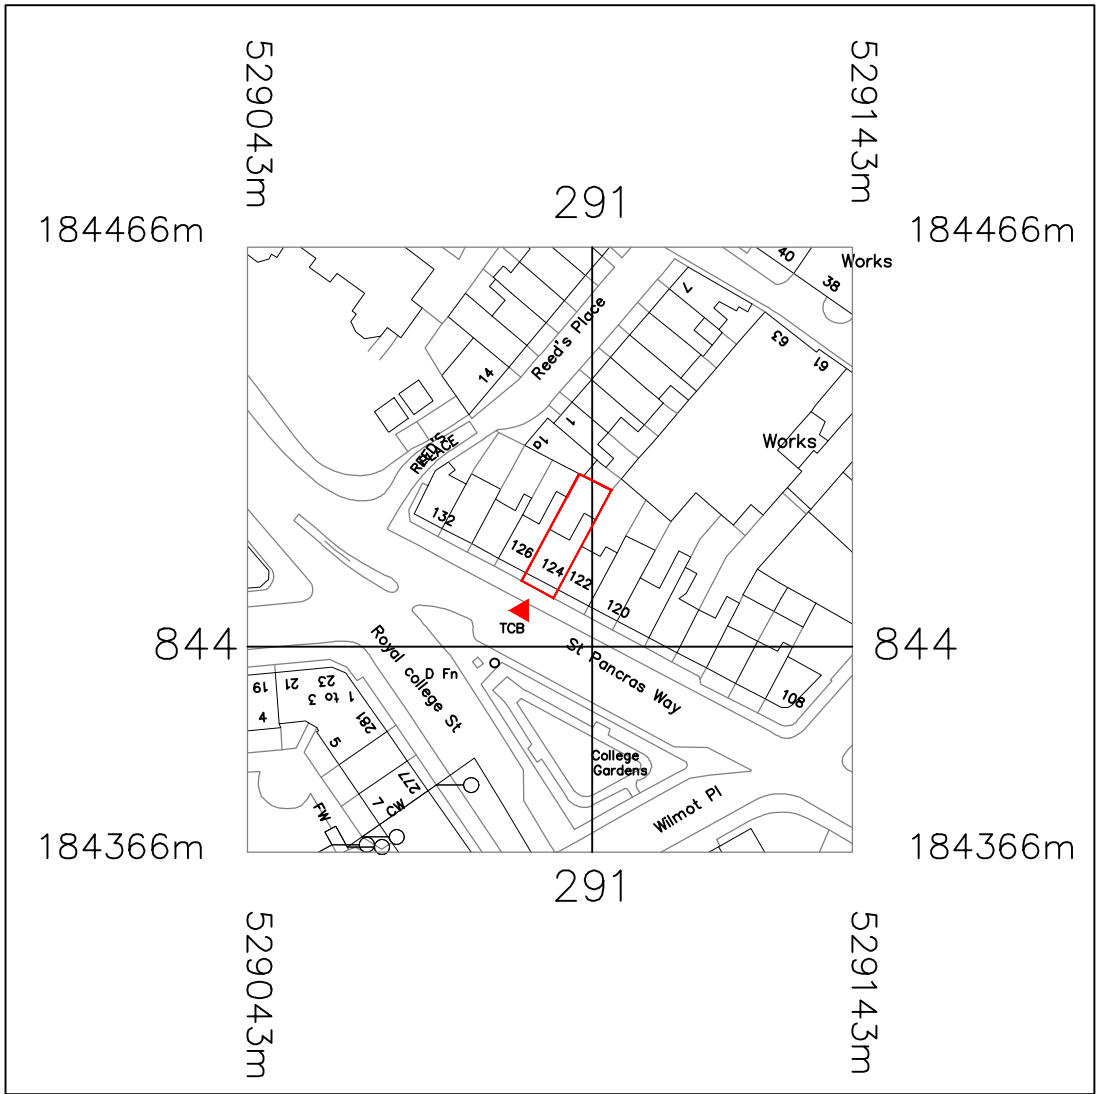 529043m
529143m
291
184466m
184466m
40
38
Works
7
63
61
Reed's Place
14
1
1a
REED'S
PLACE
Works
132
126
124
122
120
TCB
844
844
St Pancras Way
Royal college St
D Fn
19
21
23
1 to 3
4
281
5
277
108
College
Gardens
7 CW
FW
Wilmot Pl
184366m
184366m
291
529043m
529143m